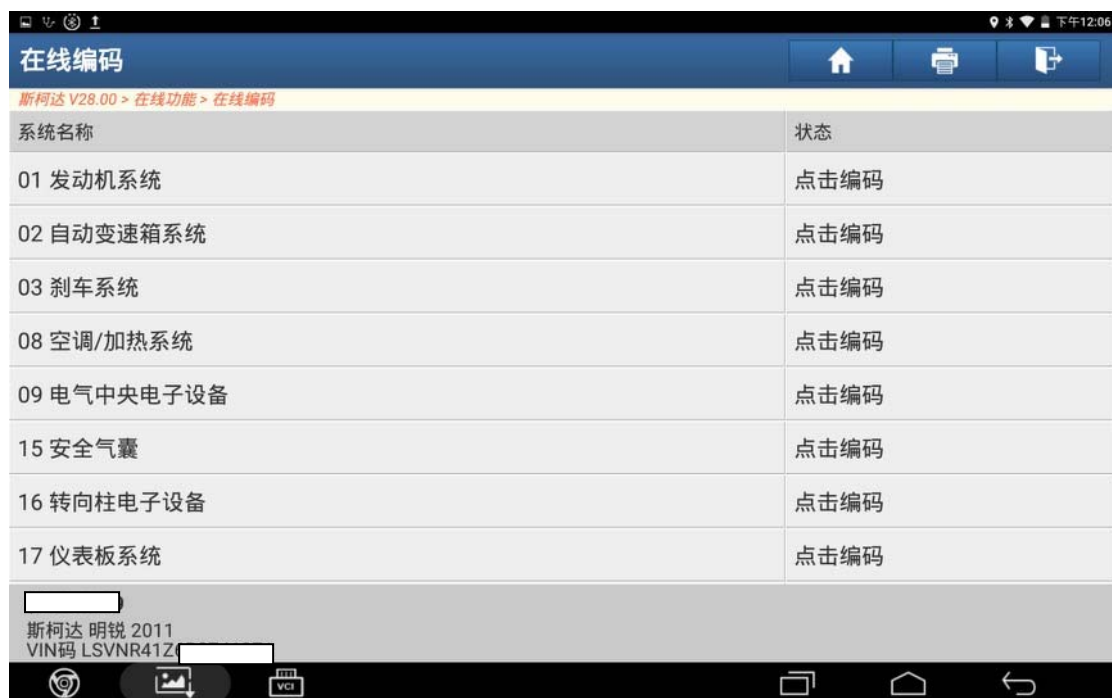 下午12:06
在线编码
斯柯达 V28.00 > 在线功能 > 在线编码
系统名称 状态
01 发动机系统 点击编码
02 自动变速箱系统 点击编码
03 刹车系统 点击编码
08 空调/加热系统 点击编码
09 电气中央电子设备 点击编码
15 安全气囊 点击编码
16 转向柱电子设备 点击编码
17 仪表板系统 点击编码
斯柯达 明锐 2011
VIN码 LSVNR41Z
VCI